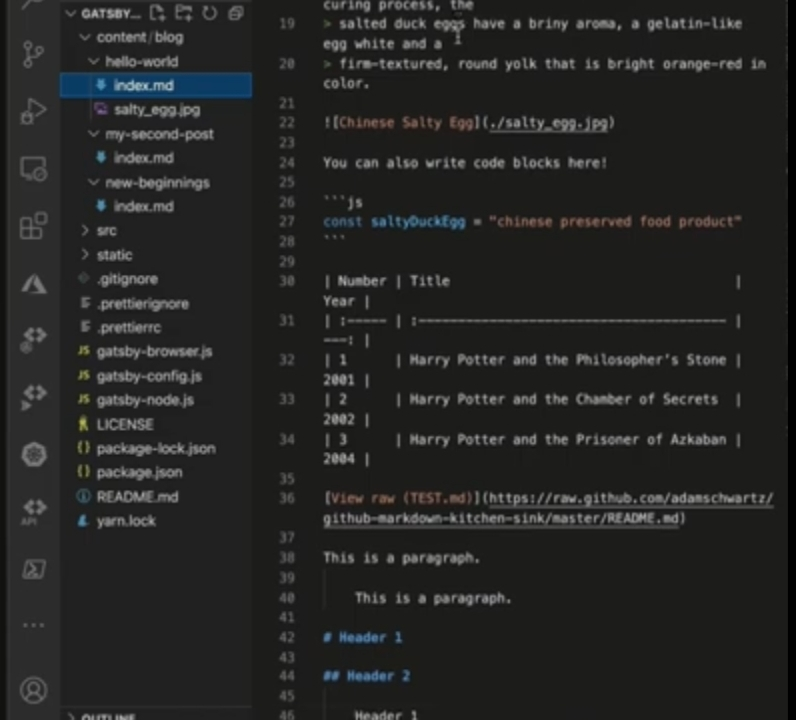 GATSBY...
content/blog
hello-world
index.md
salty_egg.jpg
my-second-post
index.md
new-beginnings
index.md
src
static
.gitignore
.prettierignore
.prettierrc
JS gatsby-browser.js
JS gatsby-config.js
JS gatsby-node.js
LICENSE
{} package-lock.json
{} package.json
README.md
yarn.lock
OUTLINE
API
curing process, the
19 > salted duck eggs have a briny aroma, a gelatin-like
egg white and a
20 > firm-textured, round yolk that is bright orange-red in
color.
21
22 ![Chinese Salty Egg](./salty_egg.jpg)
23
24 You can also write code blocks here!
25
26 ```js
27 const saltyDuckEgg = "chinese preserved food product"
28 ```
29
30 | Number | Title |
Year |
31 | :----- | :--------------------------------------- |
---: |
32 | 1 | Harry Potter and the Philosopher's Stone |
2001 |
33 | 2 | Harry Potter and the Chamber of Secrets |
2002 |
34 | 3 | Harry Potter and the Prisoner of Azkaban |
2004 |
35
36 [View raw (TEST.md)](https://raw.github.com/adamschwartz/
github-markdown-kitchen-sink/master/README.md)
37
38 This is a paragraph.
39
40 This is a paragraph.
41
42 # Header 1
43
44 ## Header 2
45
46 Header 1